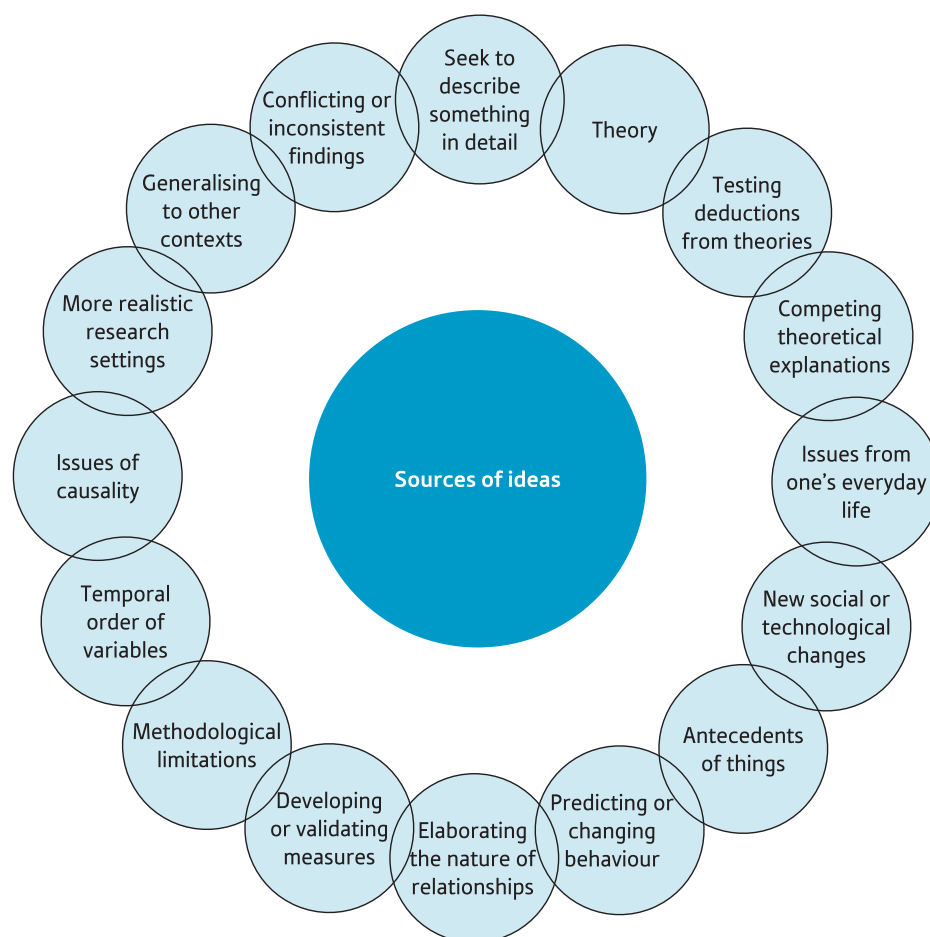 Seek to
describe
something
in detail
Theory
Testing
deductions
from theories
Competing
theoretical
explanations
Issues from
one’s everyday
life
New social or
technological
changes
Antecedents
of things
Predicting or
changing
behaviour
Elaborating
the nature of
relationships
Developing
or validating
measures
Methodological
limitations
Temporal
order of
variables
Issues of
causality
More realistic
research
settings
Generalising
to other
contexts
Conflicting or
inconsistent
findings
Sources of ideas